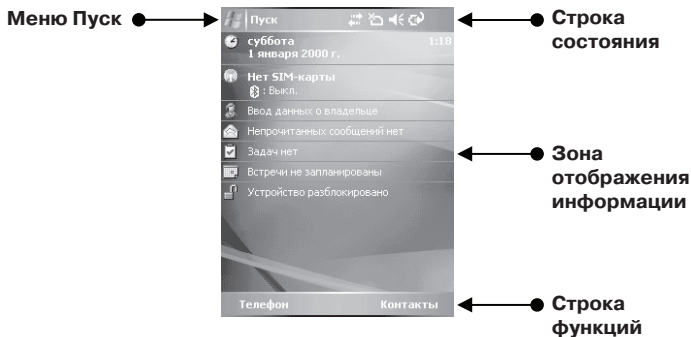 Меню Пуск
Пуск
Строка
состояния
суббота 1:18
1 января 2000 г.
Нет SIM-карты
: Выкл.
Ввод данных о владельце
Непрочитанных сообщений нет
Задач нет
Встречи не запланированы
Устройство разблокировано
Зона
отображения
информации
Телефон Контакты
Строка
функций